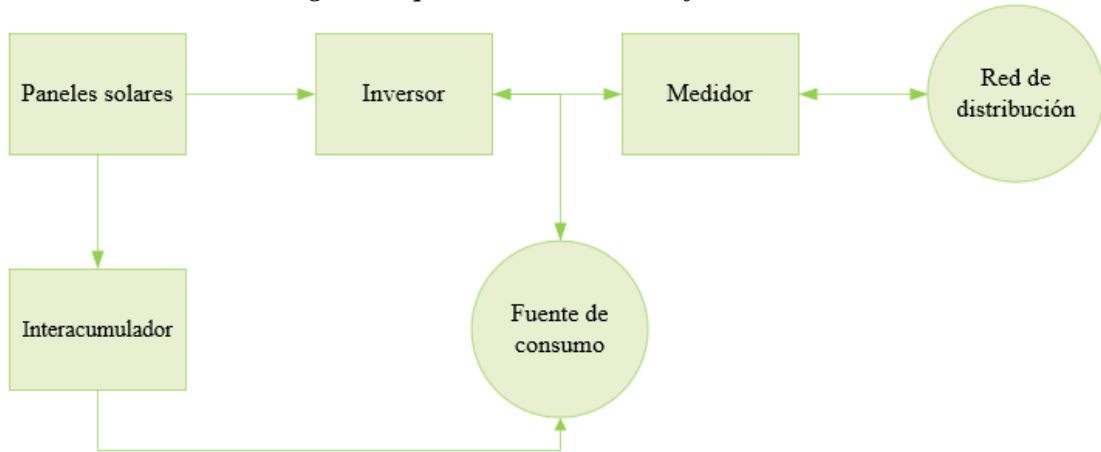 Paneles solares
Inversor
Medidor
Red de
distribución
Interacumulador
Fuente de
consumo